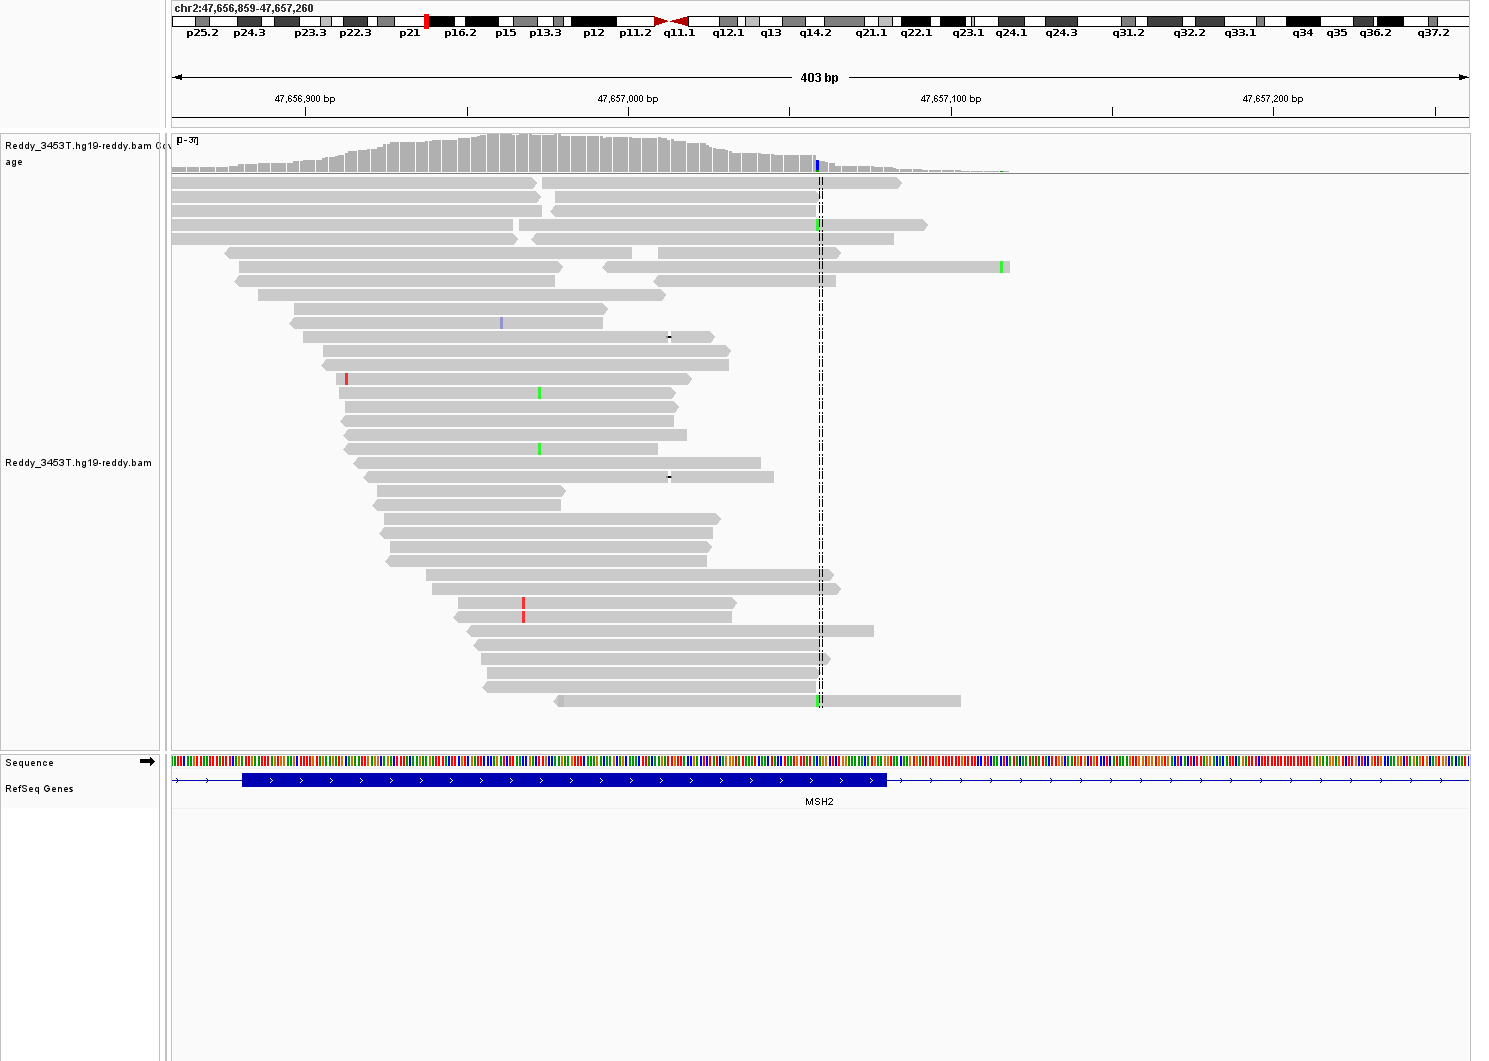 chr2:47,656,859-47,657,260
p25.2 p24.3 p23.3 p22.3 p21 p16.2 p15 p13.3 p12 p11.2 q11.1 q12.1 q13 q14.2 q21.1 q22.1 q23.1 q24.1 q24.3 q31.2 q32.2 q33.1 q34 q35 q36.2 q37.2
403 bp
47,656,900 bp 47,657,000 bp 47,657,100 bp 47,657,200 bp
[0 - 37]
Reddy_3453T.hg19-reddy.bam Cov
age
Reddy_3453T.hg19-reddy.bam
Sequence
RefSeq Genes
MSH2